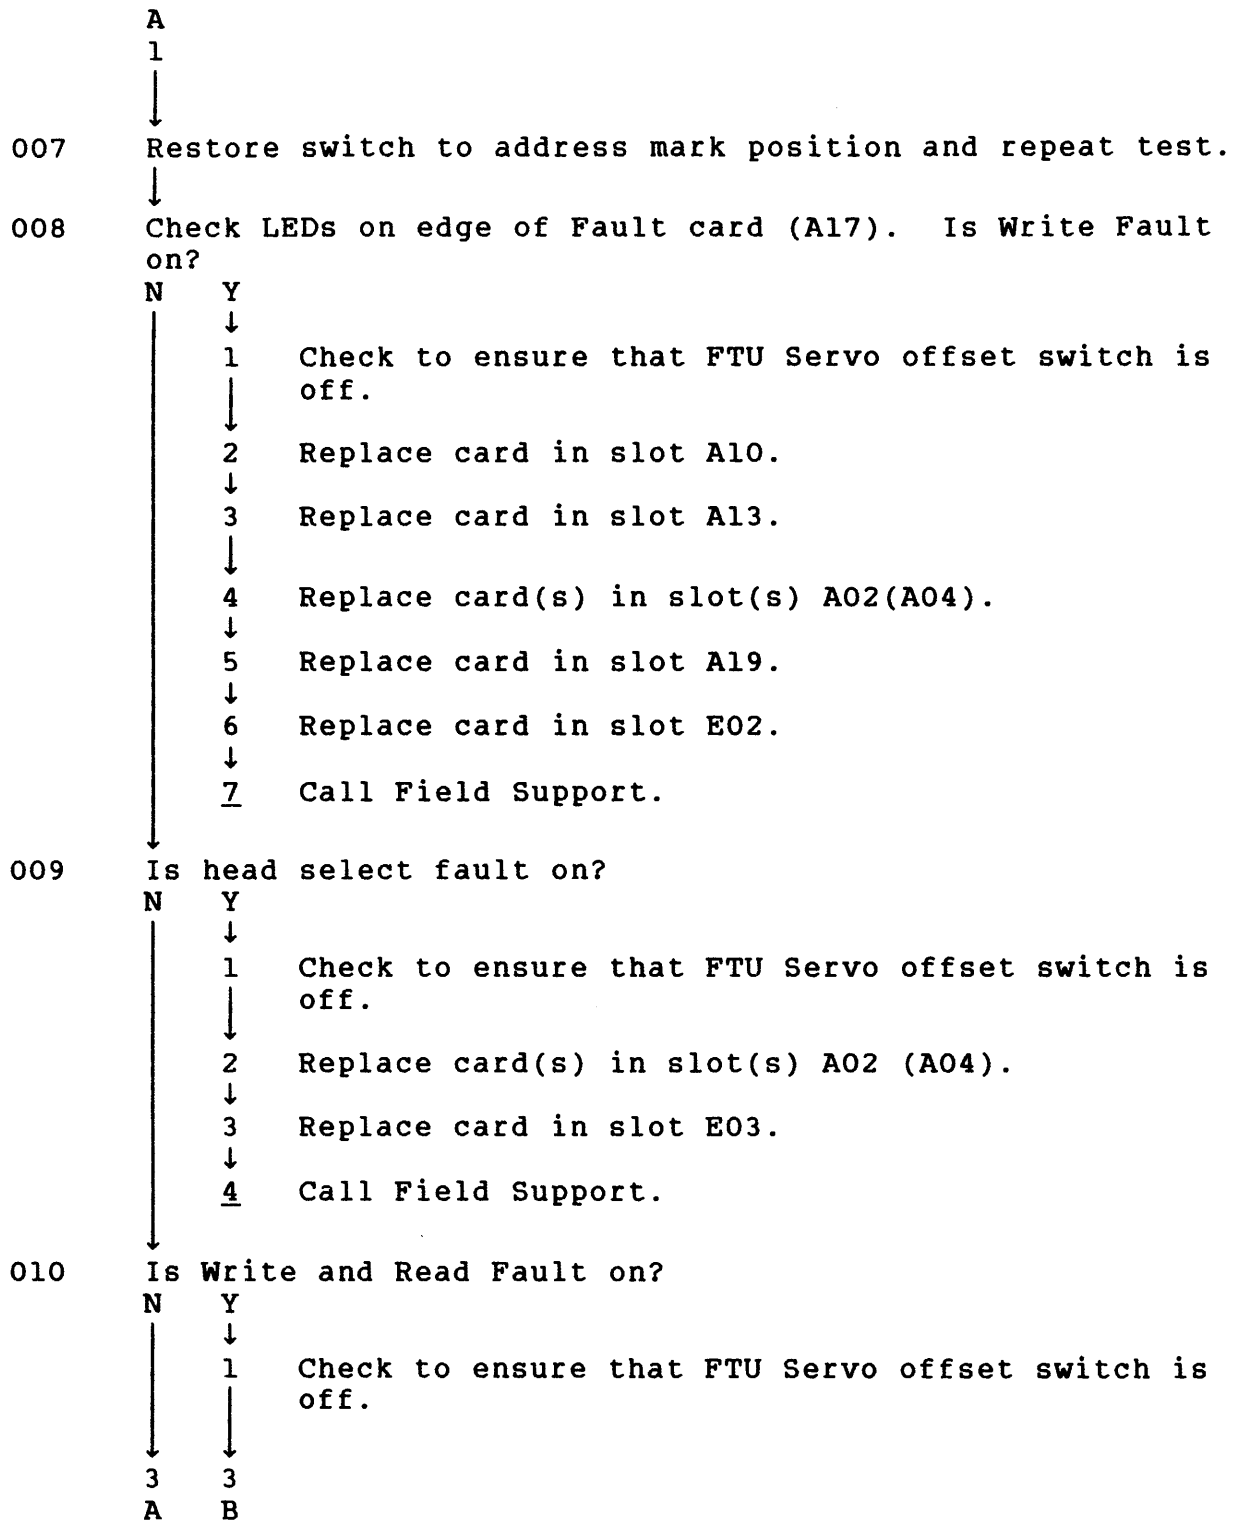 A
1
007 Restore switch to address mark position and repeat test.
008 Check LEDs on edge of Fault card (A17). Is Write Fault
on?
N Y
1 Check to ensure that FTU Servo offset switch is
off.
2 Replace card in slot A10.
3 Replace card in slot A13.
4 Replace card(s) in slot(s) A02(A04).
5 Replace card in slot A19.
6 Replace card in slot E02.
7 Call Field Support.
009 Is head select fault on?
N Y
1 Check to ensure that FTU Servo offset switch is
off.
2 Replace card(s) in slot(s) A02 (A04).
3 Replace card in slot E03.
4 Call Field Support.
010 Is Write and Read Fault on?
N Y
1 Check to ensure that FTU Servo offset switch is
off.
3 3
A B